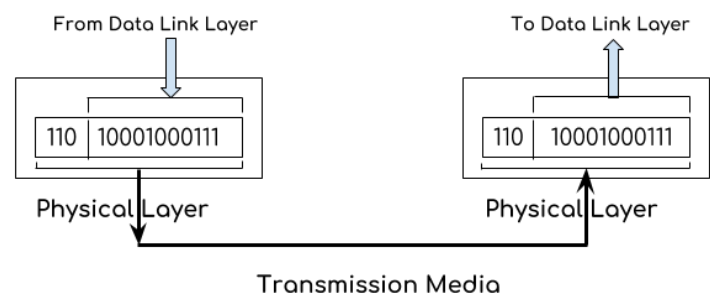 From Data Link Layer
To Data Link Layer
110 10001000111
110 10001000111
Physical Layer
Physical Layer
Transmission Media